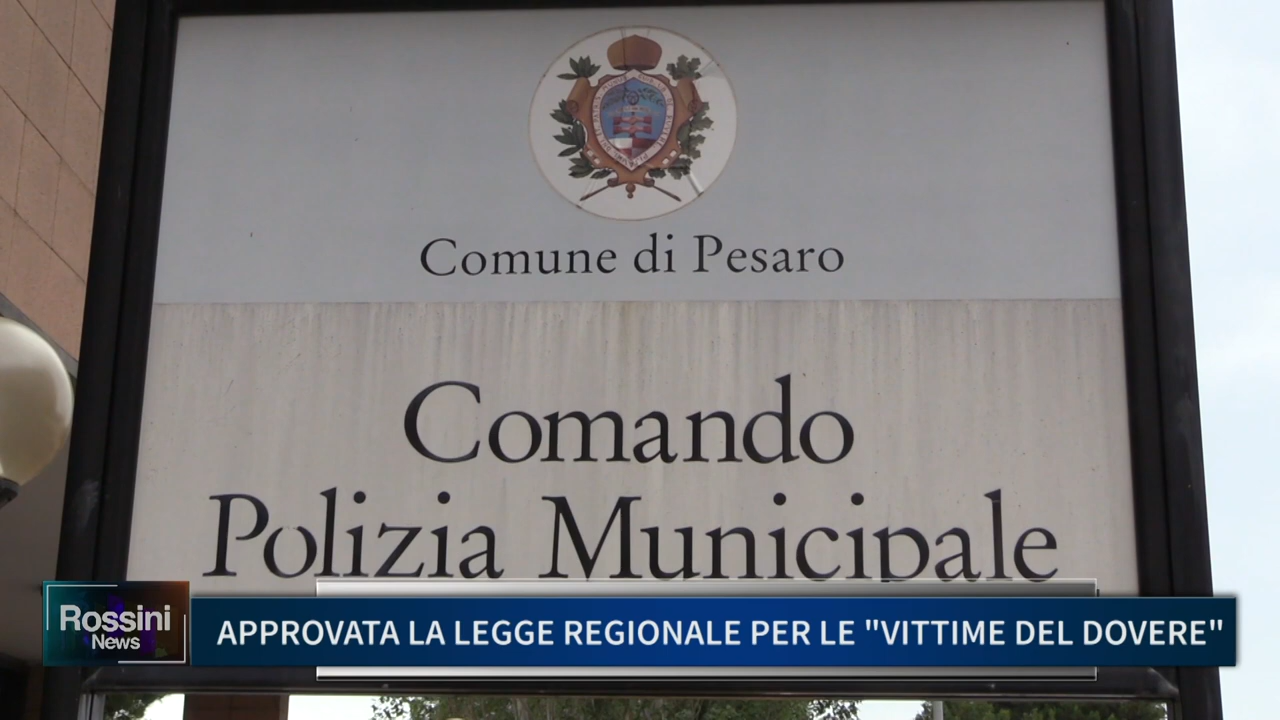 Comune di Pesaro
Comando
Polizia Municipale
Rossini
News
APPROVATA LA LEGGE REGIONALE PER LE "VITTIME DEL DOVERE"